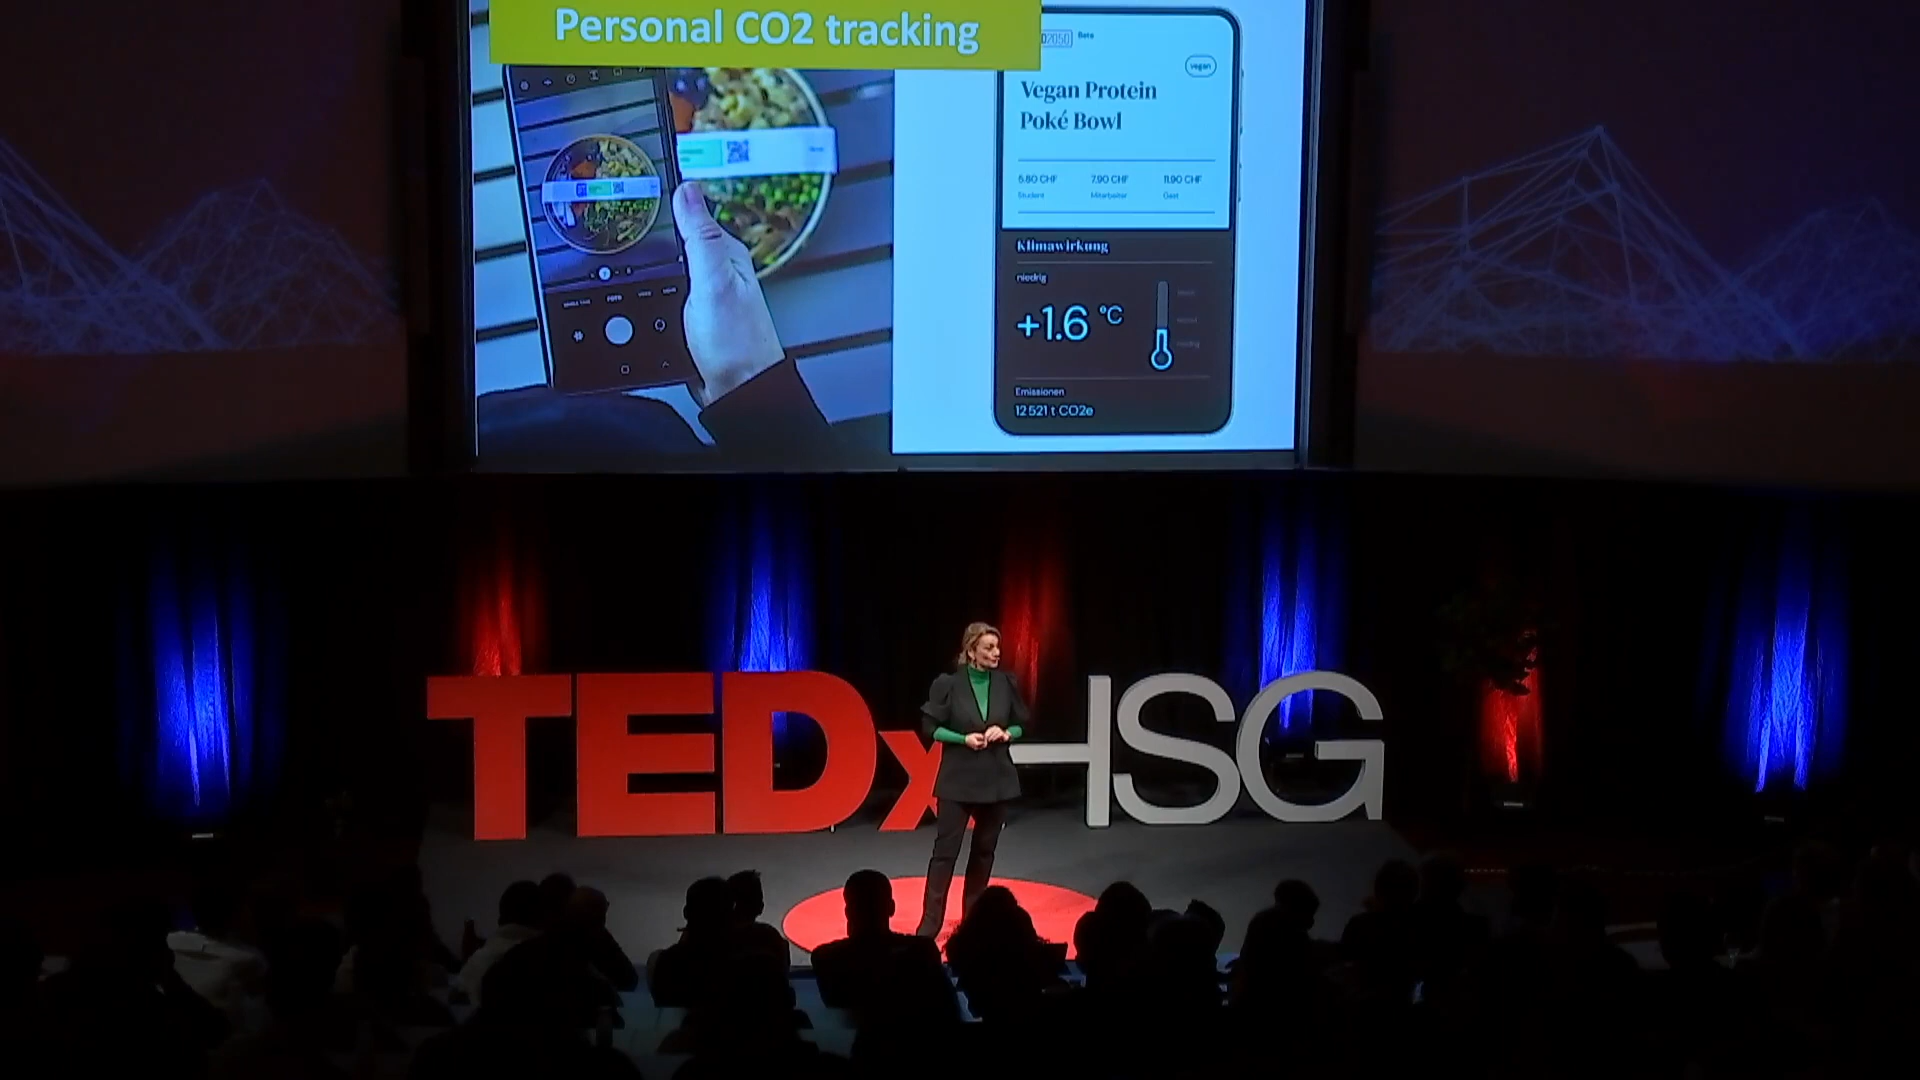 Personal CO2 tracking
Beta
vegan
Vegan Protein
Poké Bowl
6.80 CHF 7.90 CHF 11.90 CHF
Student Mitarbeiter Gast
Klimawirkung
niedrig
+1.6 °C
Emissionen
12 521 t CO2e
TEDxHSG